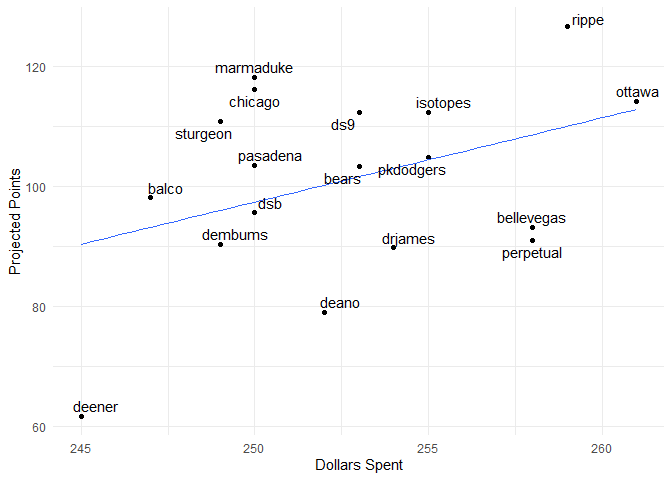 rippe
120
marmaduke
ottawa
chicago
isotopes
ds9
sturgeon
pasadena
pkdodgers
bears
100
balco
dsb
bellevegas
dembums
drjames
perpetual
80
deano
deener
60
245
250
255
260
Dollars Spent
Projected Points